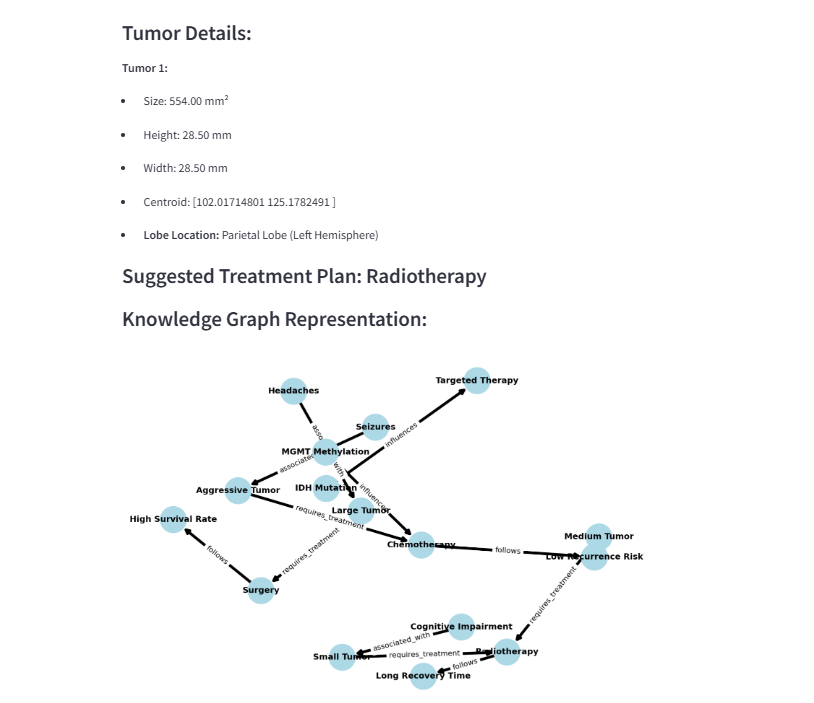 Tumor Details:
Tumor 1:
Size: 554.00 mm²
Height: 28.50 mm
Width: 28.50 mm
Centroid: [102.01714801 125.1782491 ]
Lobe Location: Parietal Lobe (Left Hemisphere)
Suggested Treatment Plan: Radiotherapy
Knowledge Graph Representation:
Targeted Therapy
Headaches
Seizures
influences
MGMT Methylation
Aggressive Tumor
IDH Mutation
Large Tumor
requires_treatment
High Survival Rate
Chemotherapy
follows
Medium Tumor
Low Recurrence Risk
follows
requires_treatment
Surgery
requires_treatment
Cognitive Impairment
associated_with
Small Tumor
requires_treatment
Radiotherapy
follows
Long Recovery Time